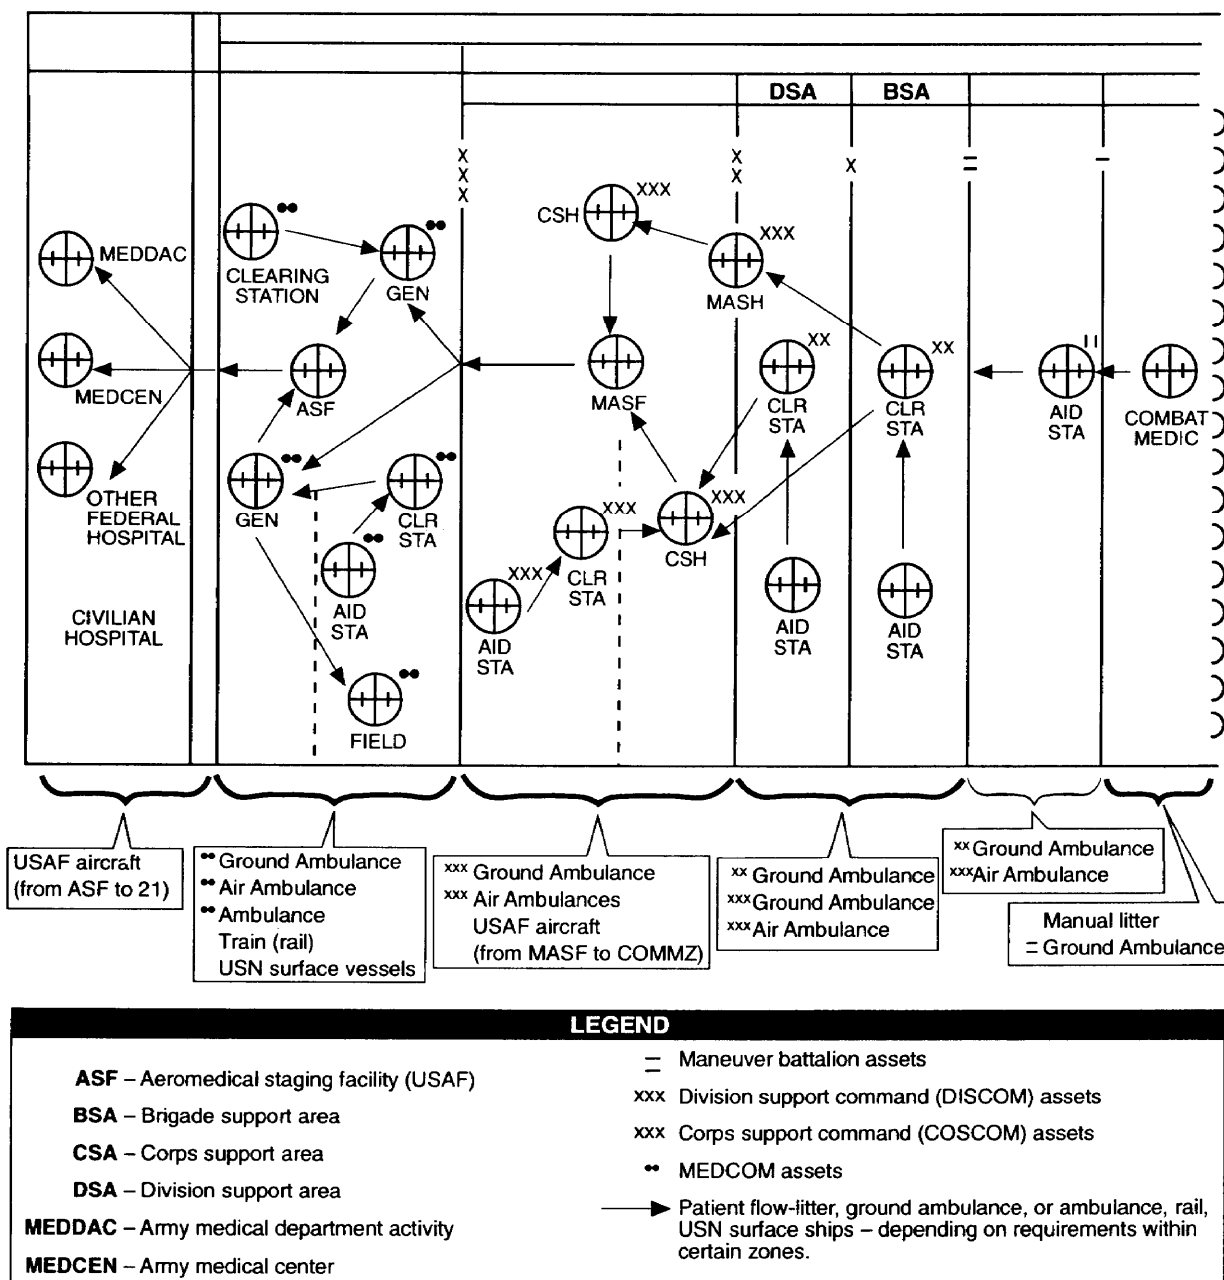 DSA
BSA
X
X
X
X
X
X
=
–
XXX
CSH
XXX
MASH
••
CLEARING
STATION
••
GEN
MEDDAC
MEDCEN
OTHER
FEDERAL
HOSPITAL
CIVILIAN
HOSPITAL
ASF
MASF
XX
CLR
STA
XX
CLR
STA
II
AID
STA
COMBAT
MEDIC
••
GEN
••
CLR
STA
••
AID
STA
••
FIELD
XXX
AID
STA
XXX
CLR
STA
XXX
CSH
AID
STA
AID
STA
USAF aircraft
(from ASF to 21)
•• Ground Ambulance
•• Air Ambulance
•• Ambulance
Train (rail)
USN surface vessels
xxx Ground Ambulance
xxx Air Ambulances
USAF aircraft
(from MASF to COMMZ)
xx Ground Ambulance
xxx Ground Ambulance
xxx Air Ambulance
xx Ground Ambulance
xxx Air Ambulance
Manual litter
= Ground Ambulance
LEGEND
ASF – Aeromedical staging facility (USAF)
BSA – Brigade support area
CSA – Corps support area
DSA – Division support area
MEDDAC – Army medical department activity
MEDCEN – Army medical center
= Maneuver battalion assets
xxx Division support command (DISCOM) assets
xxx Corps support command (COSCOM) assets
•• MEDCOM assets
Patient flow-litter, ground ambulance, or ambulance, rail,
USN surface ships – depending on requirements within
certain zones.